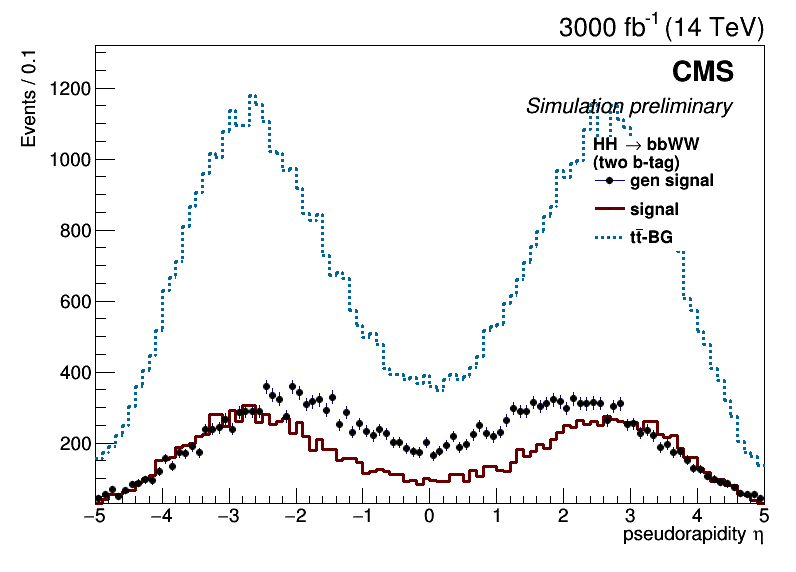 3000 fb⁻¹ (14 TeV)
CMS
Simulation preliminary
HH → bbWW
(two b-tag)
gen signal
signal
tt̄-BG
Events / 0.1
1200
1000
800
600
400
200
−5 −4 −3 −2 −1 0 1 2 3 4 5
pseudorapidity η